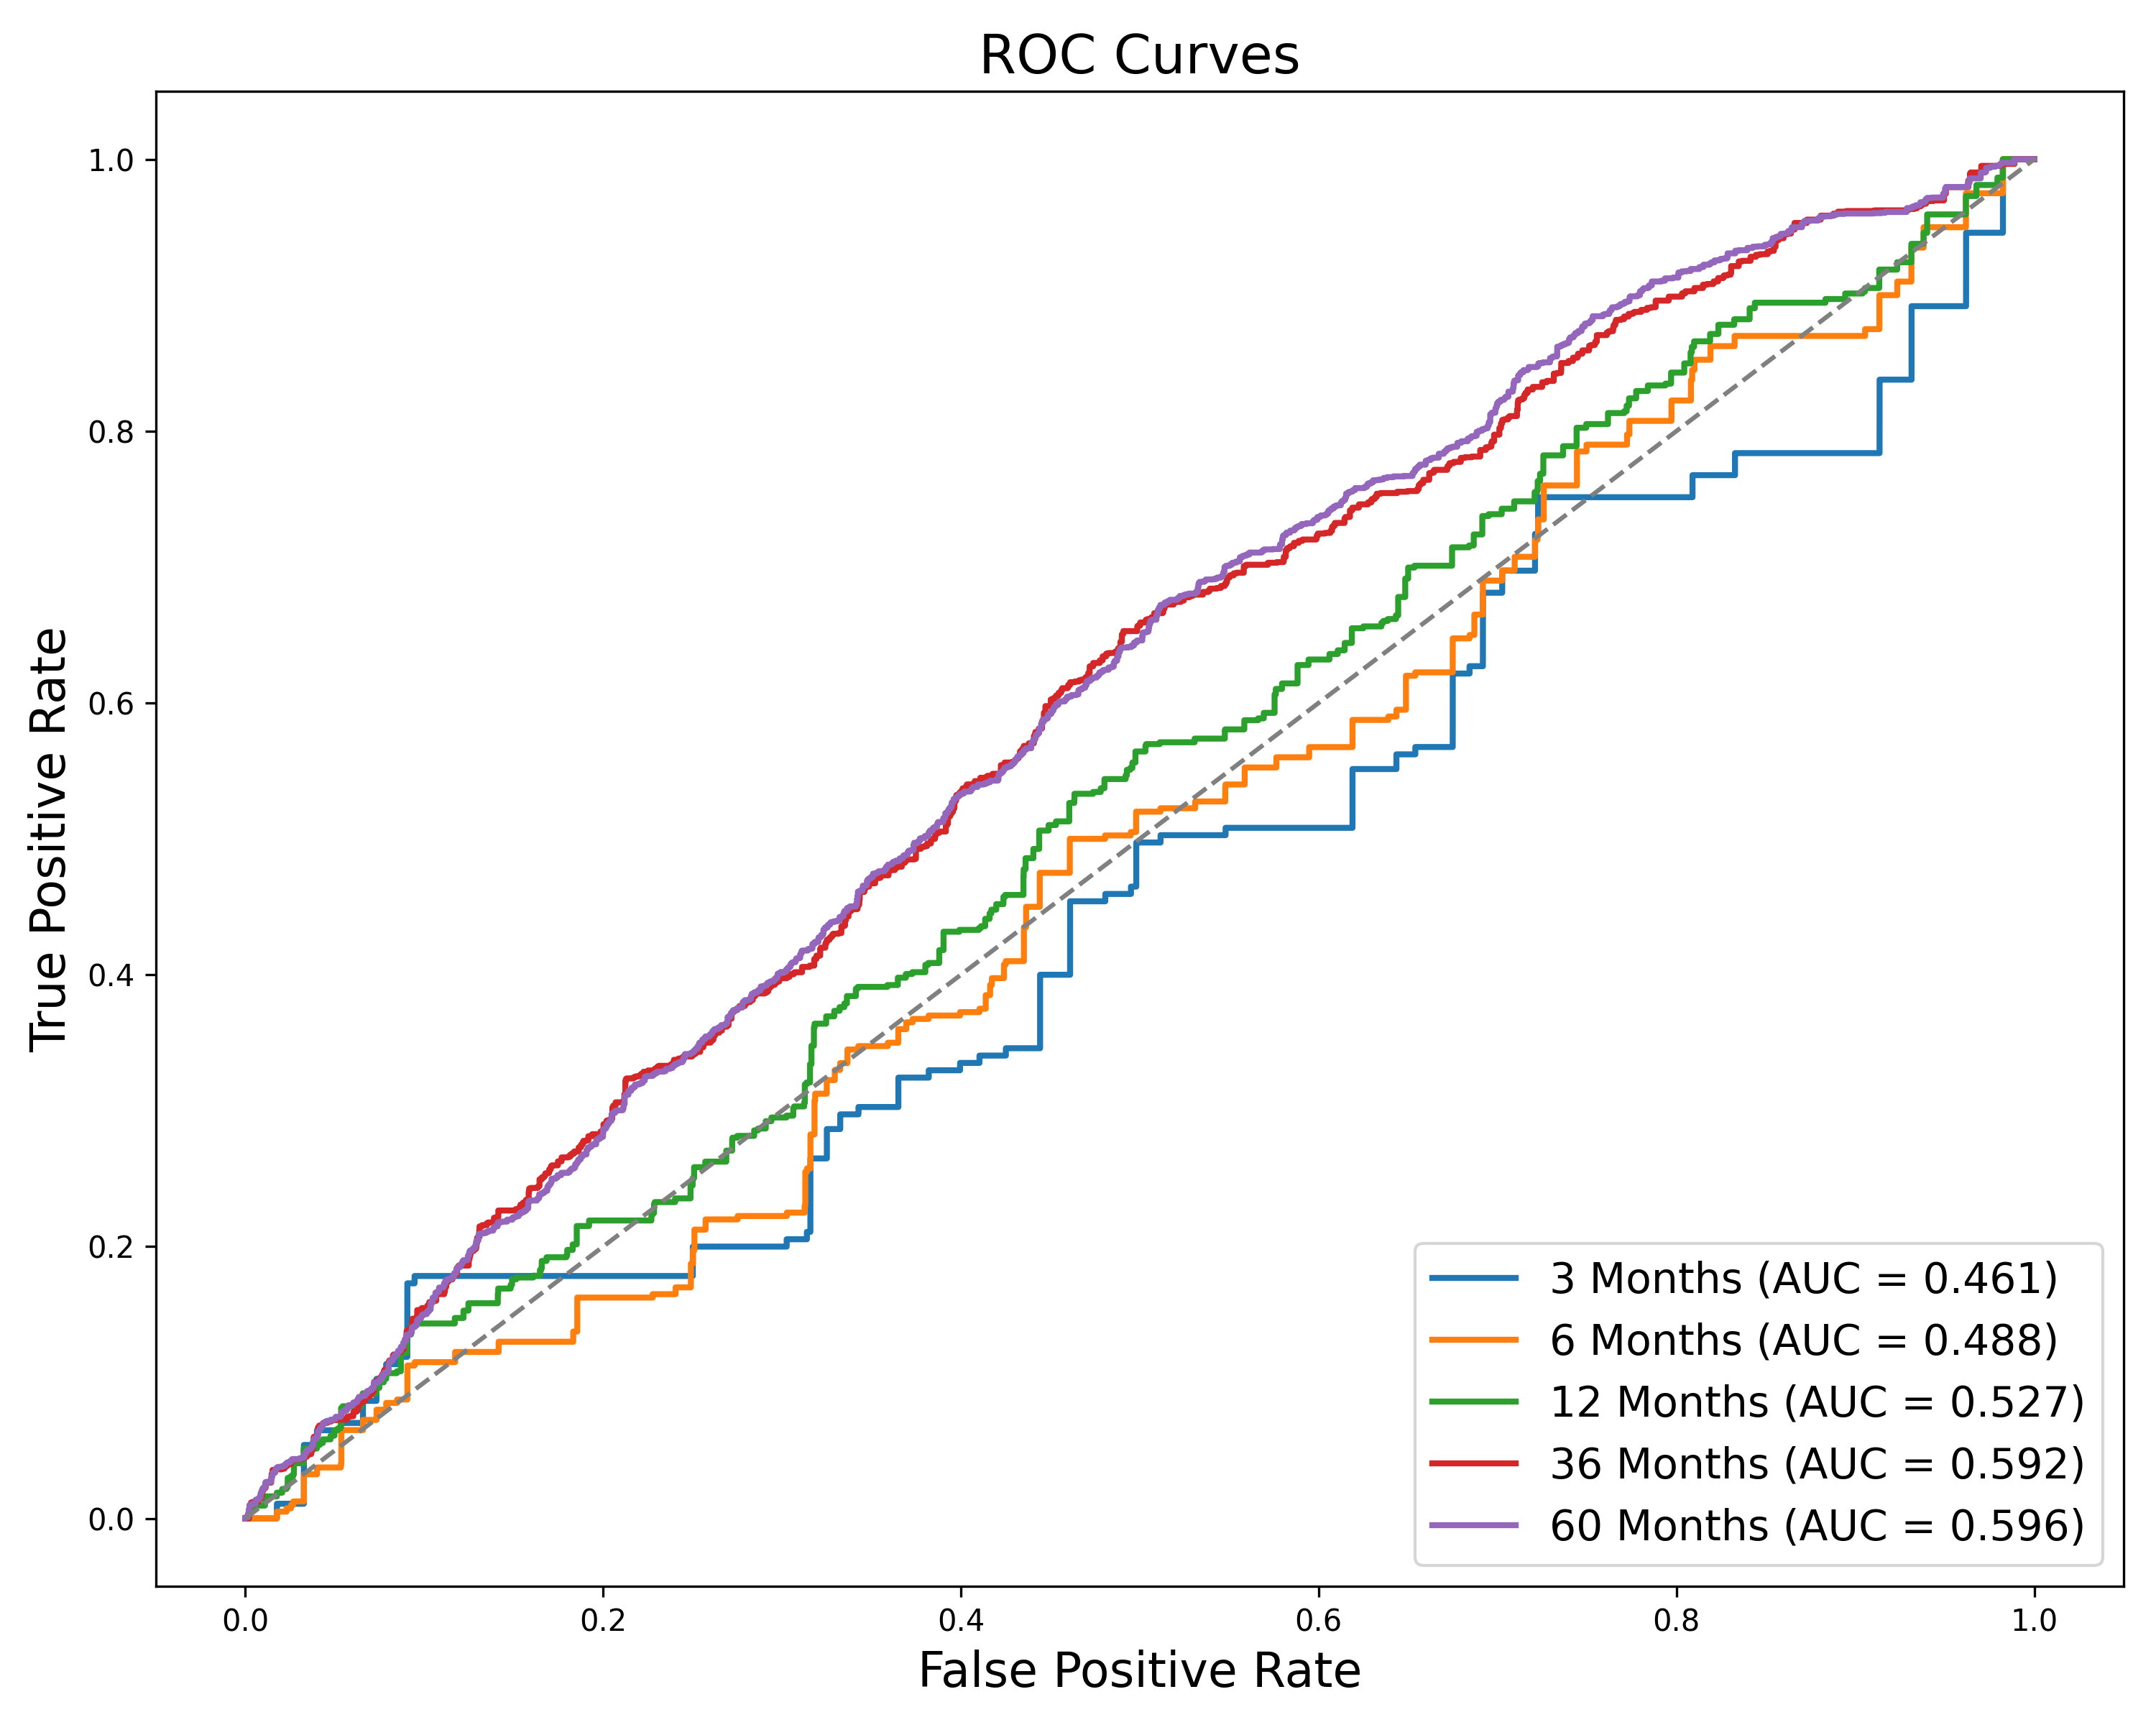 ROC Curves
True Positive Rate
1.0
0.8
0.6
0.4
0.2
0.0
3 Months (AUC = 0.461)
6 Months (AUC = 0.488)
12 Months (AUC = 0.527)
36 Months (AUC = 0.592)
60 Months (AUC = 0.596)
0.0 0.2 0.4 0.6 0.8 1.0
False Positive Rate